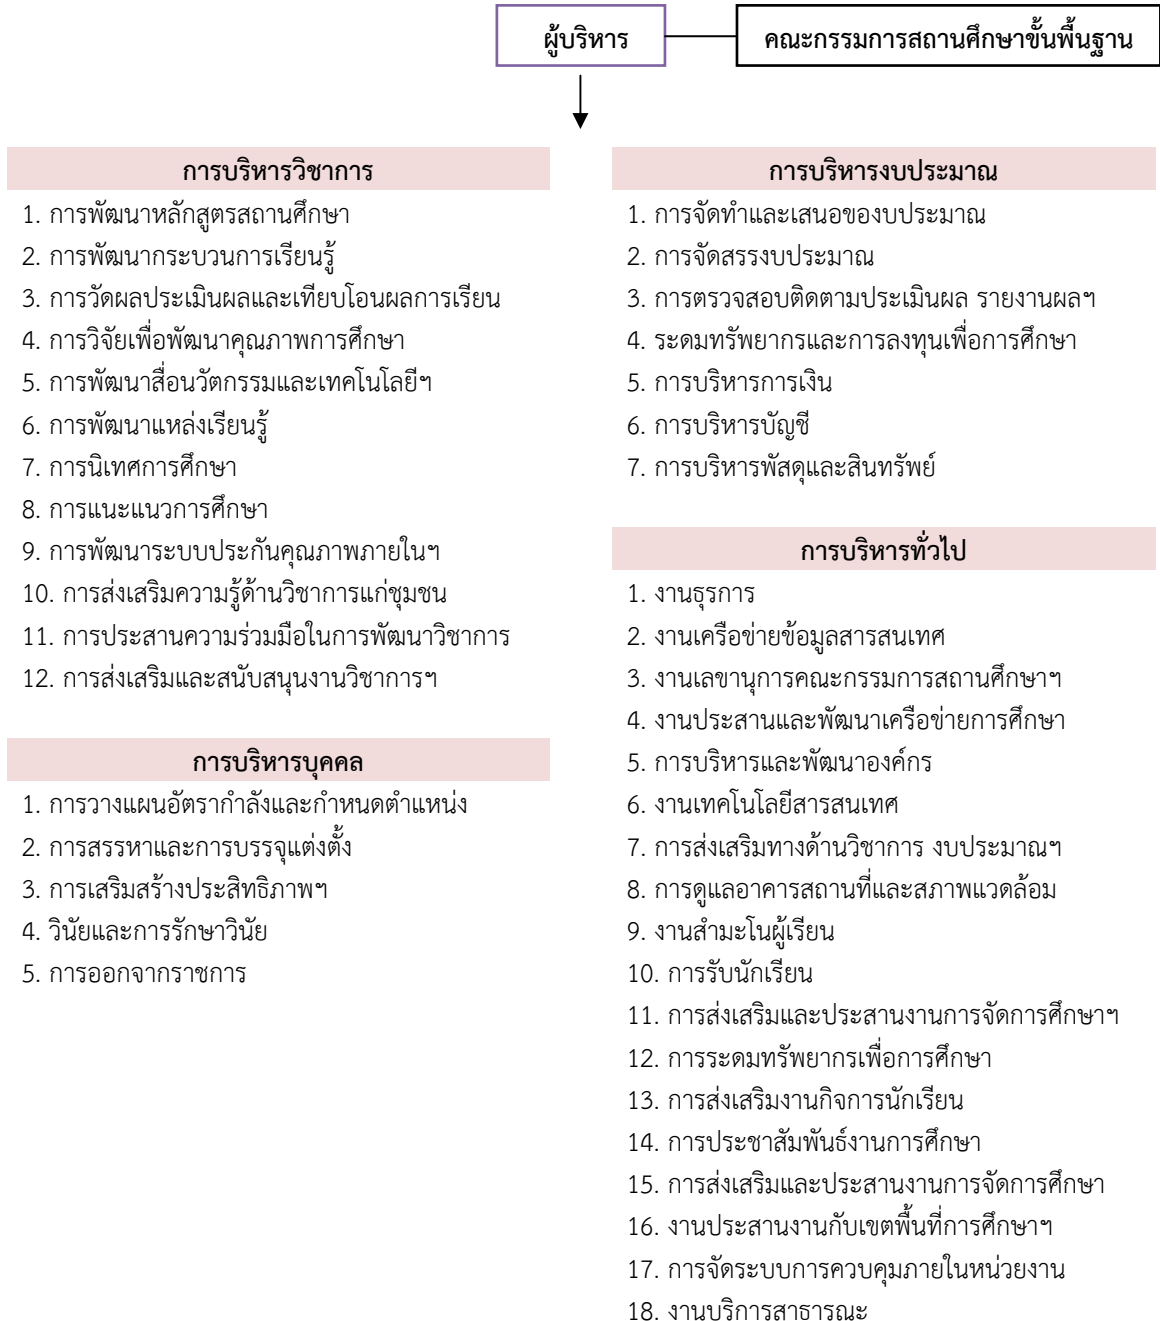 ผู้บริหาร
คณะกรรมการสถานศึกษาขั้นพื้นฐาน
การบริหารวิชาการ
1. การพัฒนาหลักสูตรสถานศึกษา
2. การพัฒนากระบวนการเรียนรู้
3. การวัดผลประเมินผลและเทียบโอนผลการเรียน
4. การวิจัยเพื่อพัฒนาคุณภาพการศึกษา
5. การพัฒนาสื่อนวัตกรรมและเทคโนโลยีฯ
6. การพัฒนาแหล่งเรียนรู้
7. การนิเทศการศึกษา
8. การแนะแนวการศึกษา
9. การพัฒนาระบบประกันคุณภาพภายในฯ
10. การส่งเสริมความรู้ด้านวิชาการแก่ชุมชน
11. การประสานความร่วมมือในการพัฒนาวิชาการ
12. การส่งเสริมและสนับสนุนงานวิชาการฯ
การบริหารบุคคล
1. การวางแผนอัตรากำลังและกำหนดตำแหน่ง
2. การสรรหาและการบรรจุแต่งตั้ง
3. การเสริมสร้างประสิทธิภาพฯ
4. วินัยและการรักษาวินัย
5. การออกจากราชการ
การบริหารงบประมาณ
1. การจัดทำและเสนอของบประมาณ
2. การจัดสรรงบประมาณ
3. การตรวจสอบติดตามประเมินผล รายงานผลฯ
4. ระดมทรัพยากรและการลงทุนเพื่อการศึกษา
5. การบริหารการเงิน
6. การบริหารบัญชี
7. การบริหารพัสดุและสินทรัพย์
การบริหารทั่วไป
1. งานธุรการ
2. งานเครือข่ายข้อมูลสารสนเทศ
3. งานเลขานุการคณะกรรมการสถานศึกษาฯ
4. งานประสานและพัฒนาเครือข่ายการศึกษา
5. การบริหารและพัฒนาองค์กร
6. งานเทคโนโลยีสารสนเทศ
7. การส่งเสริมทางด้านวิชาการ งบประมาณฯ
8. การดูแลอาคารสถานที่และสภาพแวดล้อม
9. งานสำมะโนผู้เรียน
10. การรับนักเรียน
11. การส่งเสริมและประสานงานการจัดการศึกษาฯ
12. การระดมทรัพยากรเพื่อการศึกษา
13. การส่งเสริมงานกิจการนักเรียน
14. การประชาสัมพันธ์งานการศึกษา
15. การส่งเสริมและประสานงานการจัดการศึกษา
16. งานประสานงานกับเขตพื้นที่การศึกษาฯ
17. การจัดระบบการควบคุมภายในหน่วยงาน
18. งานบริการสาธารณะ